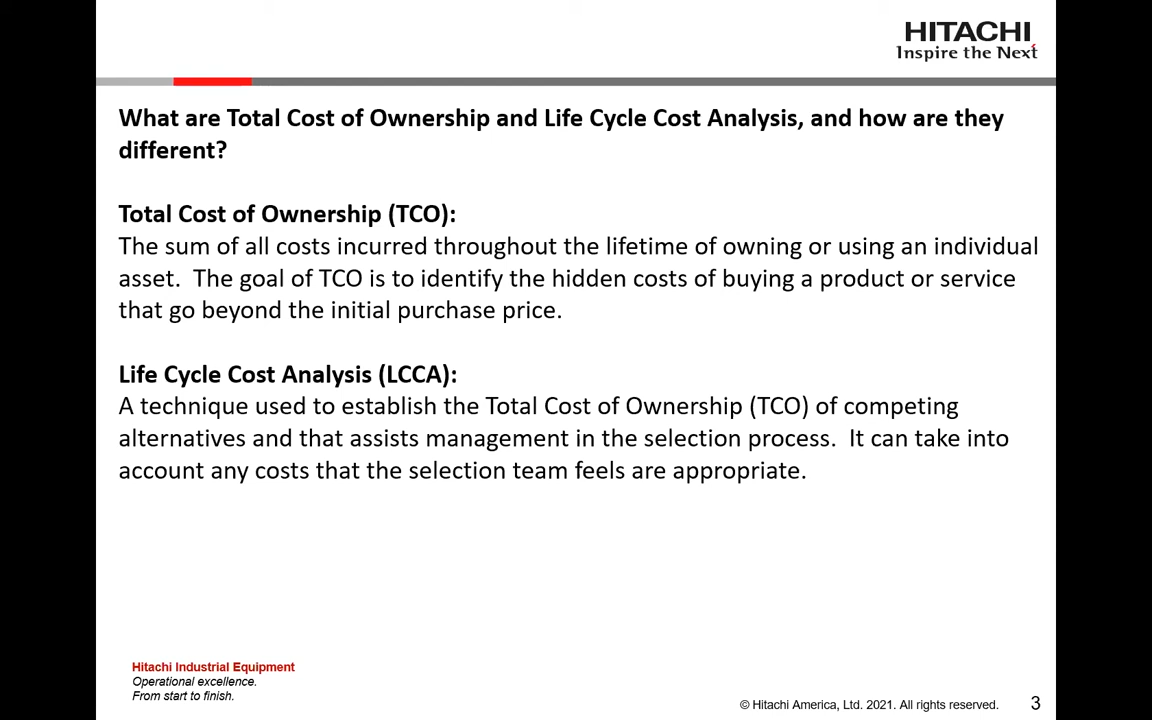 HITACHI
Inspire the Next
What are Total Cost of Ownership and Life Cycle Cost Analysis, and how are they
different?
Total Cost of Ownership (TCO):
The sum of all costs incurred throughout the lifetime of owning or using an individual
asset.  The goal of TCO is to identify the hidden costs of buying a product or service
that go beyond the initial purchase price.
Life Cycle Cost Analysis (LCCA):
A technique used to establish the Total Cost of Ownership (TCO) of competing
alternatives and that assists management in the selection process.  It can take into
account any costs that the selection team feels are appropriate.
Hitachi Industrial Equipment
Operational excellence.
From start to finish.
© Hitachi America, Ltd. 2021. All rights reserved.
3